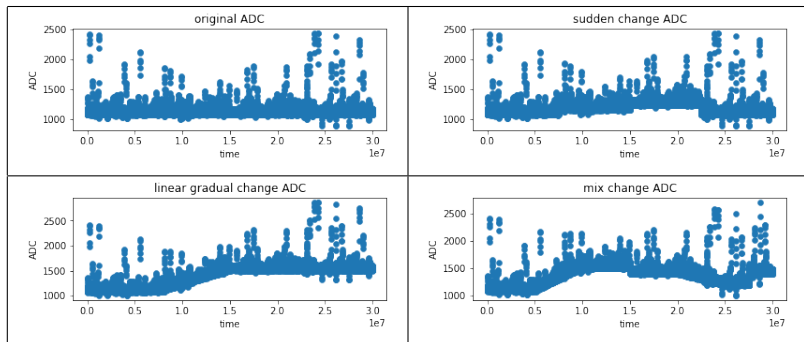 original ADC
2500
2000
1500
1000
ADC
0.0 0.5 1.0 1.5 2.0 2.5 3.0
time 1e7
sudden change ADC
2500
2000
1500
1000
ADC
0.0 0.5 1.0 1.5 2.0 2.5 3.0
time 1e7
linear gradual change ADC
2500
2000
1500
1000
ADC
0.0 0.5 1.0 1.5 2.0 2.5 3.0
time 1e7
mix change ADC
2500
2000
1500
1000
ADC
0.0 0.5 1.0 1.5 2.0 2.5 3.0
time 1e7